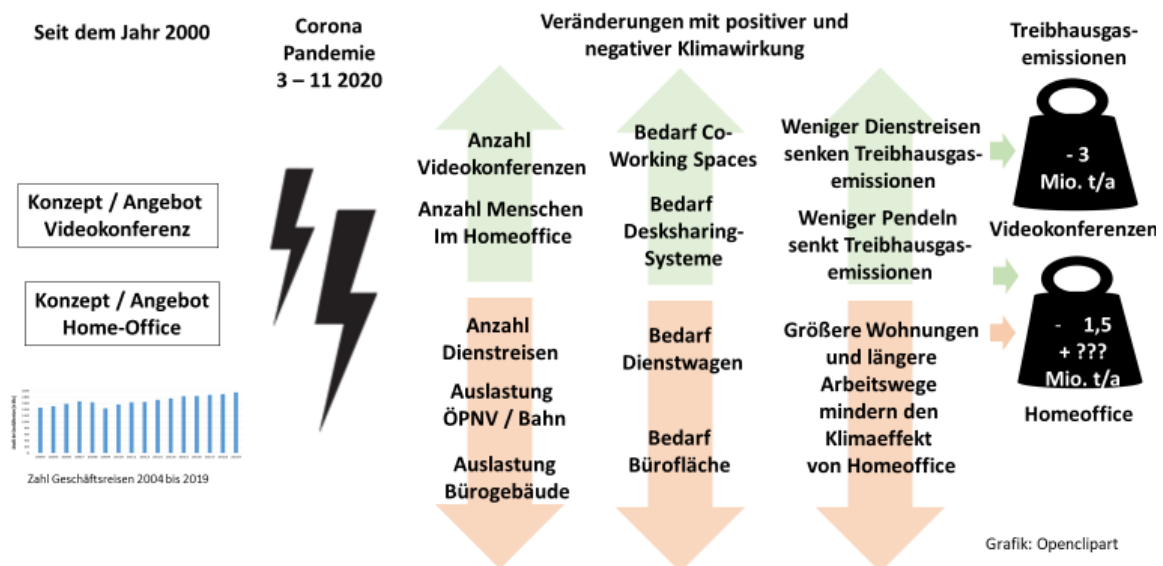 Seit dem Jahr 2000
Konzept / Angebot
Videokonferenz
Konzept / Angebot
Home-Office
Zahl Geschäftsreisen 2004 bis 2019
Corona
Pandemie
3 – 11 2020
Veränderungen mit positiver und
negativer Klimawirkung
Anzahl
Videokonferenzen
Anzahl Menschen
Im Homeoffice
Anzahl
Dienstreisen
Auslastung
ÖPNV / Bahn
Auslastung
Bürogebäude
Bedarf Co-
Working Spaces
Bedarf
Desksharing-
Systeme
Bedarf
Dienstwagen
Bedarf
Bürofläche
Weniger Dienstreisen
senken Treibhausgas-
emissionen
Weniger Pendeln
senkt Treibhausgas-
emissionen
Größere Wohnungen
und längere
Arbeitswege
mindern den
Klimaeffekt
von Homeoffice
Treibhausgas-
emissionen
- 3
Mio. t/a
Videokonferenzen
- 1,5
+ ???
Mio. t/a
Homeoffice
Grafik: Openclipart